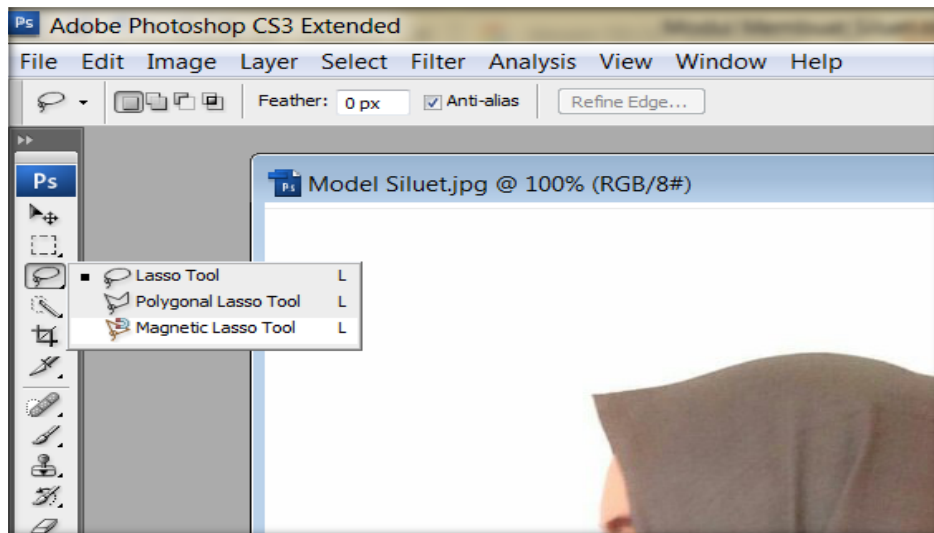 Ps Adobe Photoshop CS3 Extended
File Edit Image Layer Select Filter Analysis View Window Help
Feather: 0 px Anti-alias Refine Edge...
Ps
Model Siluet.jpg @ 100% (RGB/8#)
Lasso Tool L
Polygonal Lasso Tool L
Magnetic Lasso Tool L